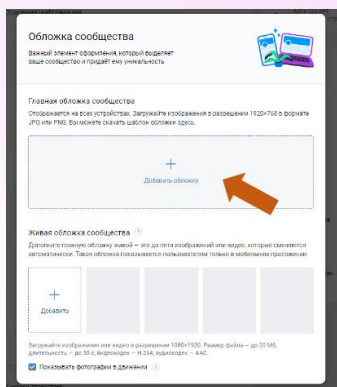 Обложка сообщества
Важный элемент оформления, который выделяет
ваше сообщество и придаёт ему уникальность
Главная обложка сообщества
Отображается на всех устройствах. Загружайте изображения в разрешении 1920×768 в формате
JPG или PNG. Вы можете скачать шаблон обложки здесь.
Добавить обложку
Живая обложка сообщества
Дополните главную обложку живой — это до пяти изображений или видео, которые сменяются
автоматически. Такая обложка показывается пользователям только в мобильном приложении.
Добавить
Загружайте изображения или видео в разрешении 1080×1920. Размер файла — до 20 Мб,
длительность — до 30 с, видеокодек — H.264, аудиокодек — AAC.
Показывать фотографии в движении